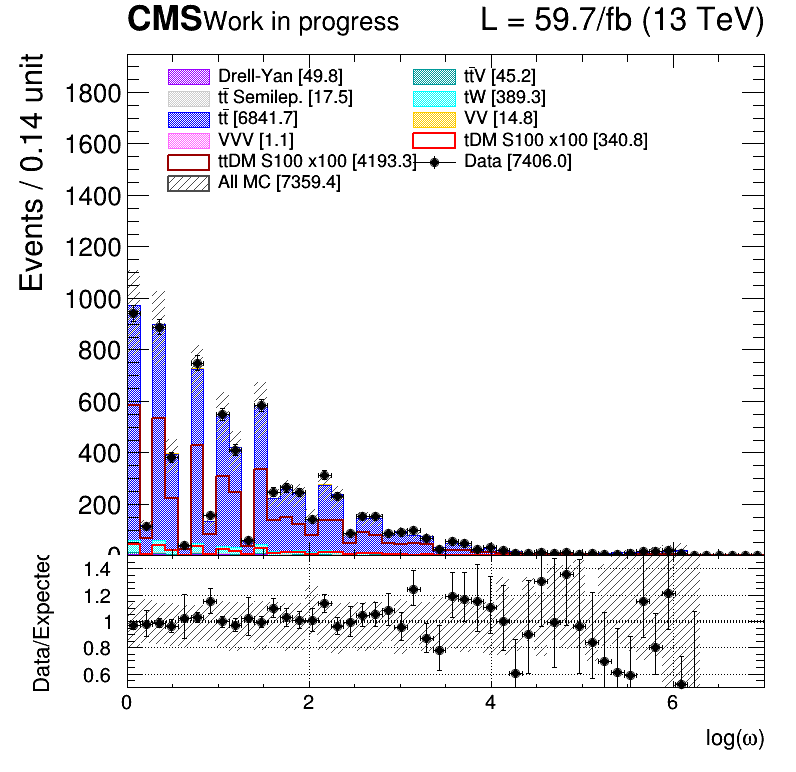 CMS Work in progress L = 59.7/fb (13 TeV)
Events / 0.14 unit
Drell-Yan [49.8] tt̄V [45.2]
tt̄ Semilep. [17.5] tW [389.3]
tt̄ [6841.7] VV [14.8]
VVV [1.1] tDM S100 x100 [340.8]
ttDM S100 x100 [4193.3] Data [7406.0]
All MC [7359.4]
1800
1600
1400
1200
1000
800
600
400
200
0
Data/Expected
1.4
1.2
1
0.8
0.6
0 2 4 6
log(ω)